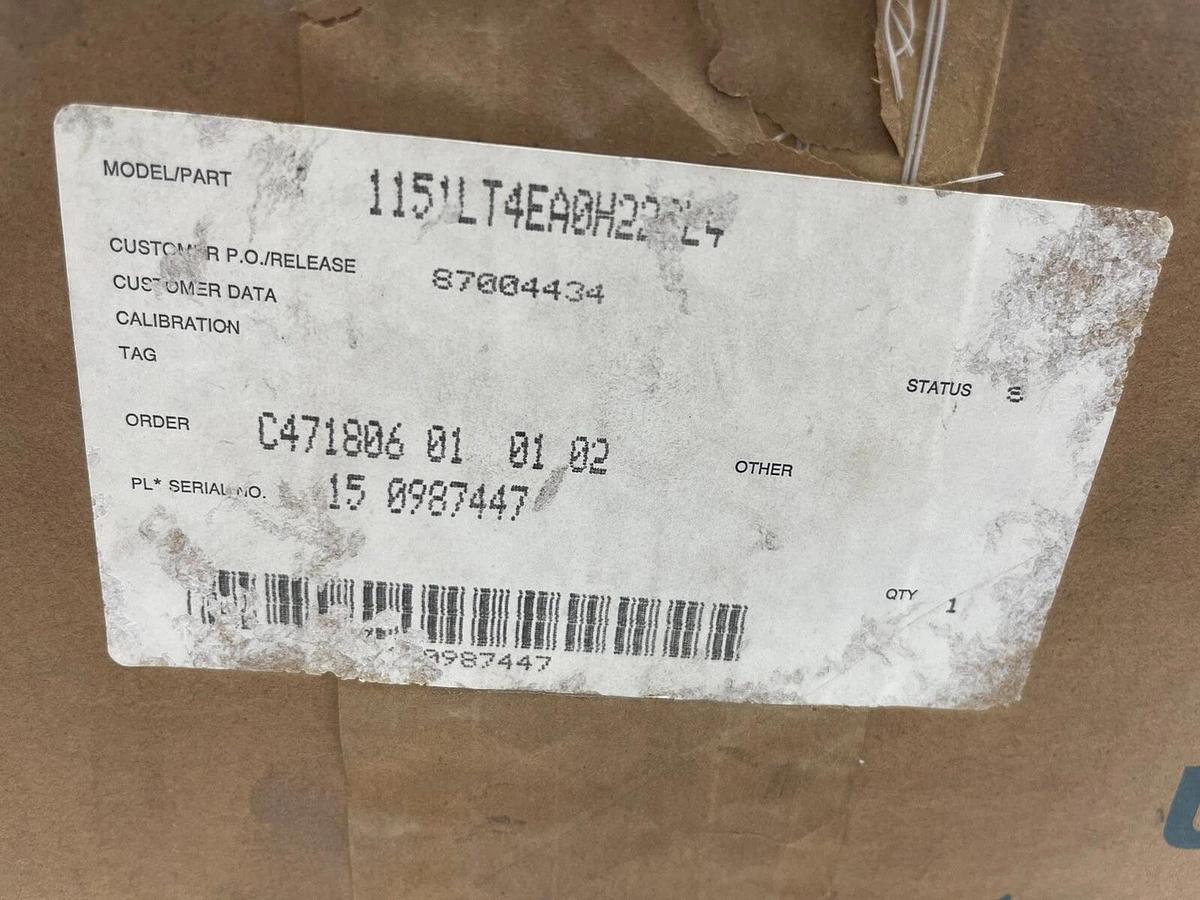 MODEL/PART
CUSTOMER P.O./RELEASE 87004434
CUSTOMER DATA
CALIBRATION
TAG
STATUS 8
ORDER C471806 01 01 02
OTHER
PL* SERIAL NO. 15 0987447
QTY 1
0987447